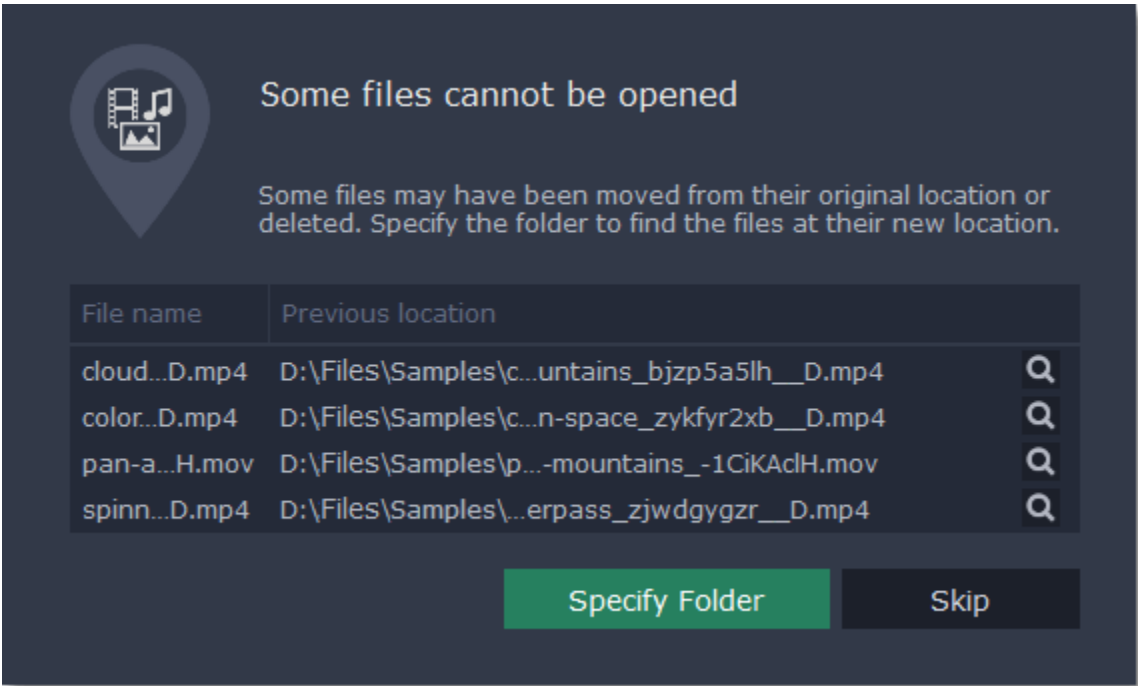 Some files cannot be opened
Some files may have been moved from their original location or
deleted. Specify the folder to find the files at their new location.
File name Previous location
cloud...D.mp4 D:\Files\Samples\c...untains_bjzp5a5lh__D.mp4
color...D.mp4 D:\Files\Samples\c...n-space_zykfyr2xb__D.mp4
pan-a...H.mov D:\Files\Samples\p...-mountains_-1CiKAdH.mov
spinn...D.mp4 D:\Files\Samples\...erpass_zjwdgygzr__D.mp4
Specify Folder Skip